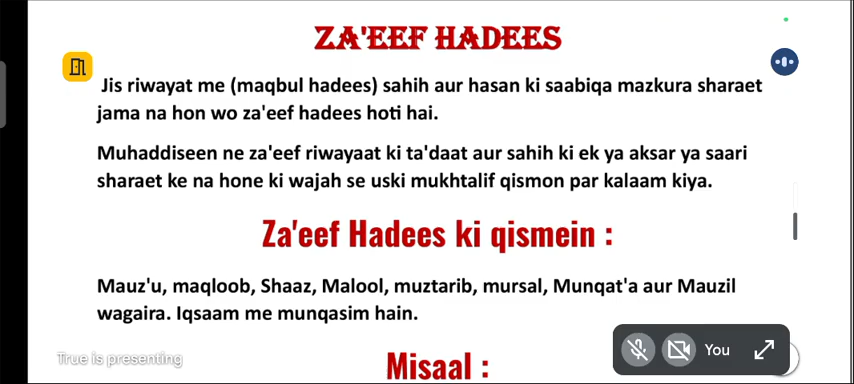 ZA'EEF HADEES
Jis riwayat me (maqbul hadees) sahih aur hasan ki saabiqa mazkura sharaet
jama na hon wo za'eef hadees hoti hai.
Muhaddiseen ne za'eef riwayaat ki ta'daat aur sahih ki ek ya aksar ya saari
sharaet ke na hone ki wajah se uski mukhtalif qismon par kalaam kiya.
Za'eef Hadees ki qismein :
Mauz'u, maqloob, Shaaz, Malool, muztarib, mursal, Munqat'a aur Mauzil
wagaira. Iqsaam me munqasim hain.
Misaal :
True is presenting
You